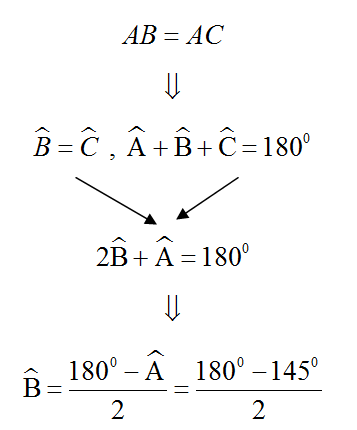 AB = AC
⇓
B̂ = Ĉ , Â + B̂ + Ĉ = 180⁰
2B̂ + Â = 180⁰
⇓
B̂ = (180⁰ − Â)/2 = (180⁰ − 145⁰)/2